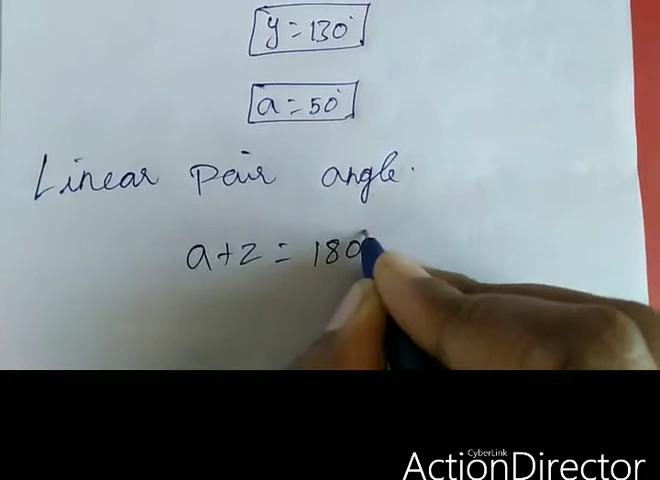 y = 130°
a = 50°
Linear pair angle.
a + z = 180°
CyberLink
ActionDirector